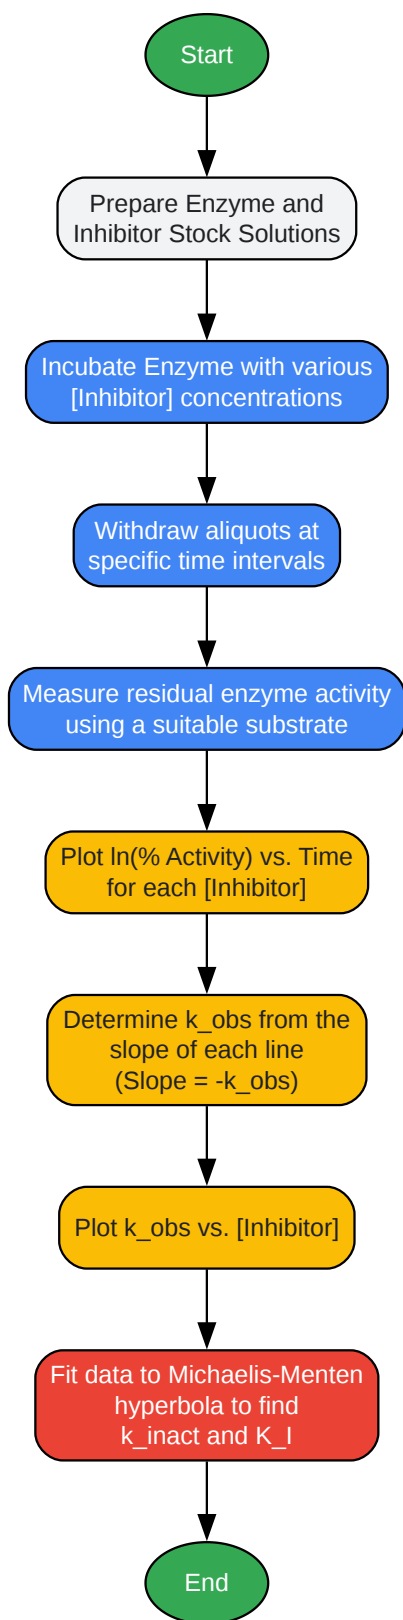 Start
Prepare Enzyme and
Inhibitor Stock Solutions
Incubate Enzyme with various
[Inhibitor] concentrations
Withdraw aliquots at
specific time intervals
Measure residual enzyme activity
using a suitable substrate
Plot ln(% Activity) vs. Time
for each [Inhibitor]
Determine k_obs from the
slope of each line
(Slope = -k_obs)
Plot k_obs vs. [Inhibitor]
Fit data to Michaelis-Menten
hyperbola to find
k_inact and K_I
End